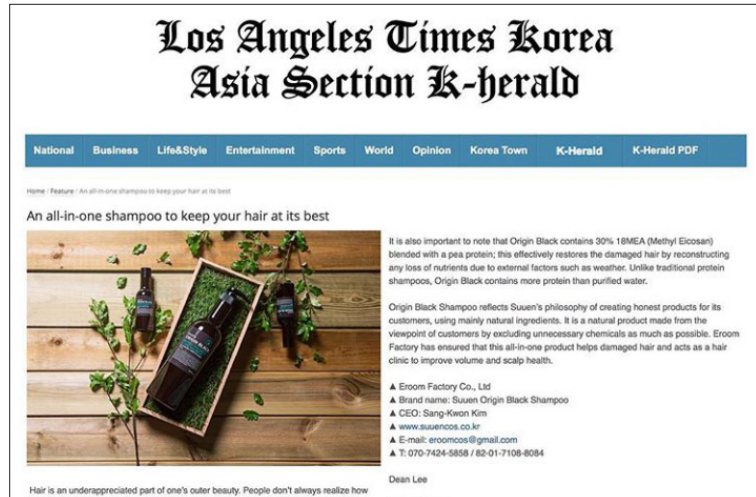 Los Angeles Times Korea
Asia Section K-herald
National Business Life&Style Entertainment Sports World Opinion Korea Town K-Herald K-Herald PDF
Home / Feature / An all-in-one shampoo to keep your hair at its best
An all-in-one shampoo to keep your hair at its best
ORIGIN BLACK
Hair is an underappreciated part of one's outer beauty. People don't always realize how
It is also important to note that Origin Black contains 30% 18MEA (Methyl Eicosan)
blended with a pea protein; this effectively restores the damaged hair by reconstructing
any loss of nutrients due to external factors such as weather. Unlike traditional protein
shampoos, Origin Black contains more protein than purified water.
Origin Black Shampoo reflects Suuen's philosophy of creating honest products for its
customers, using mainly natural ingredients. It is a natural product made from the
viewpoint of customers by excluding unnecessary chemicals as much as possible. Eroom
Factory has ensured that this all-in-one product helps damaged hair and acts as a hair
clinic to improve volume and scalp health.
▲ Eroom Factory Co., Ltd
▲ Brand name: Suuen Origin Black Shampoo
▲ CEO: Sang-Kwon Kim
▲ www.suuencos.co.kr
▲ E-mail: eroomcos@gmail.com
▲ T: 070-7424-5858 / 82-01-7108-8084
Dean Lee